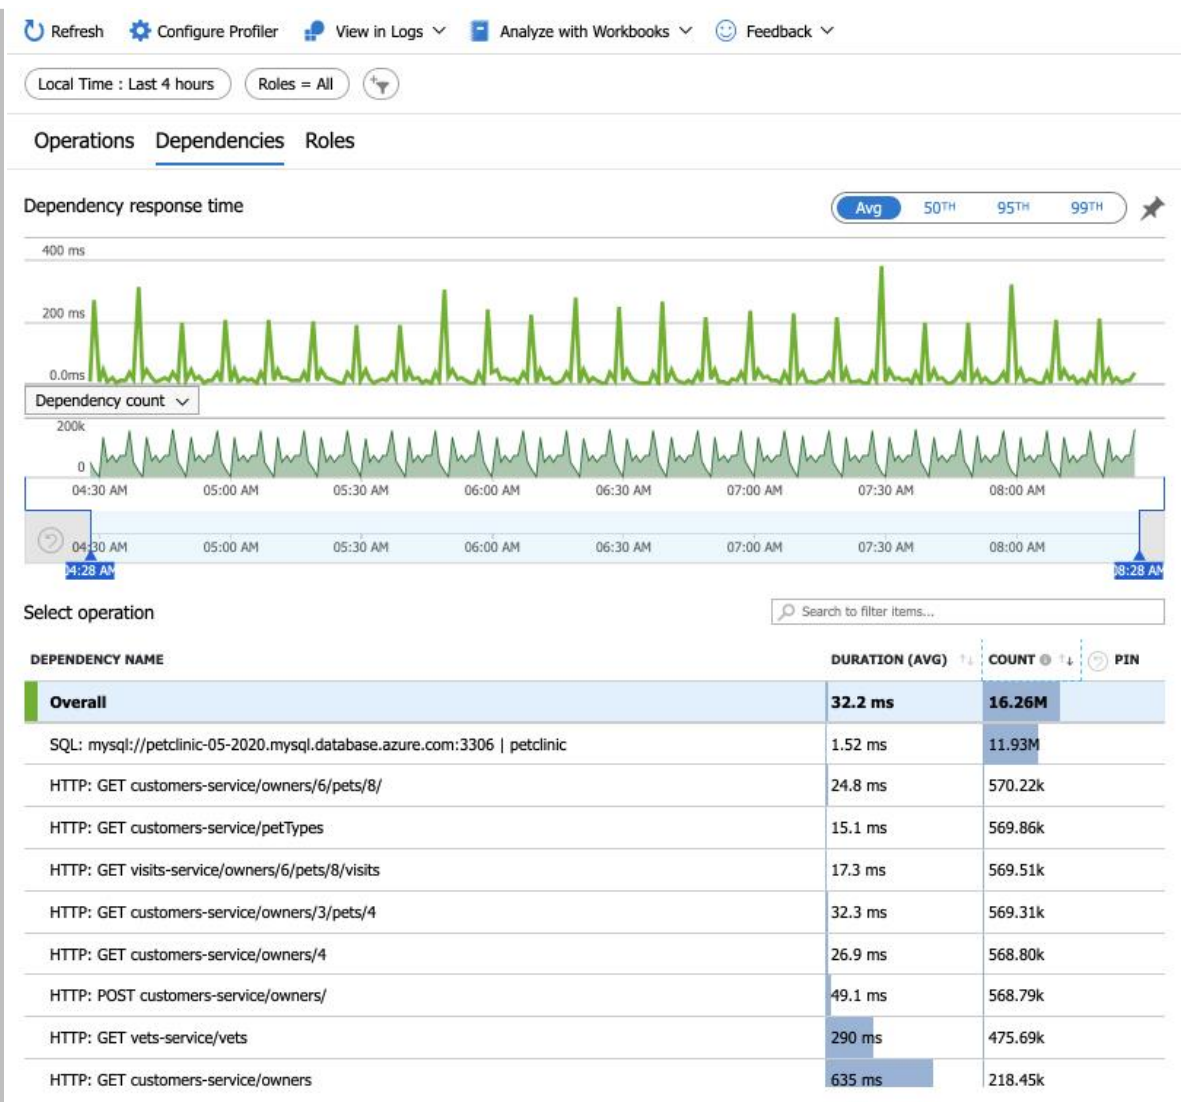 Refresh Configure Profiler View in Logs Analyze with Workbooks Feedback
Local Time : Last 4 hours Roles = All
Operations Dependencies Roles
Dependency response time Avg 50TH 95TH 99TH
400 ms
200 ms
0.0ms
Dependency count
200k
0
04:30 AM 05:00 AM 05:30 AM 06:00 AM 06:30 AM 07:00 AM 07:30 AM 08:00 AM
04:30 AM 05:00 AM 05:30 AM 06:00 AM 06:30 AM 07:00 AM 07:30 AM 08:00 AM
04:28 AM 08:28 AM
Select operation Search to filter items...
DEPENDENCY NAME DURATION (AVG) COUNT PIN
Overall 32.2 ms 16.26M
SQL: mysql://petclinic-05-2020.mysql.database.azure.com:3306 | petclinic 1.52 ms 11.93M
HTTP: GET customers-service/owners/6/pets/8/ 24.8 ms 570.22k
HTTP: GET customers-service/petTypes 15.1 ms 569.86k
HTTP: GET visits-service/owners/6/pets/8/visits 17.3 ms 569.51k
HTTP: GET customers-service/owners/3/pets/4 32.3 ms 569.31k
HTTP: GET customers-service/owners/4 26.9 ms 568.80k
HTTP: POST customers-service/owners/ 49.1 ms 568.79k
HTTP: GET vets-service/vets 290 ms 475.69k
HTTP: GET customers-service/owners 635 ms 218.45k